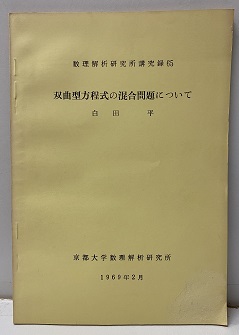 数理解析研究所講究録65
双曲型方程式の混合問題について
白田 平
京都大学数理解析研究所
1969年2月